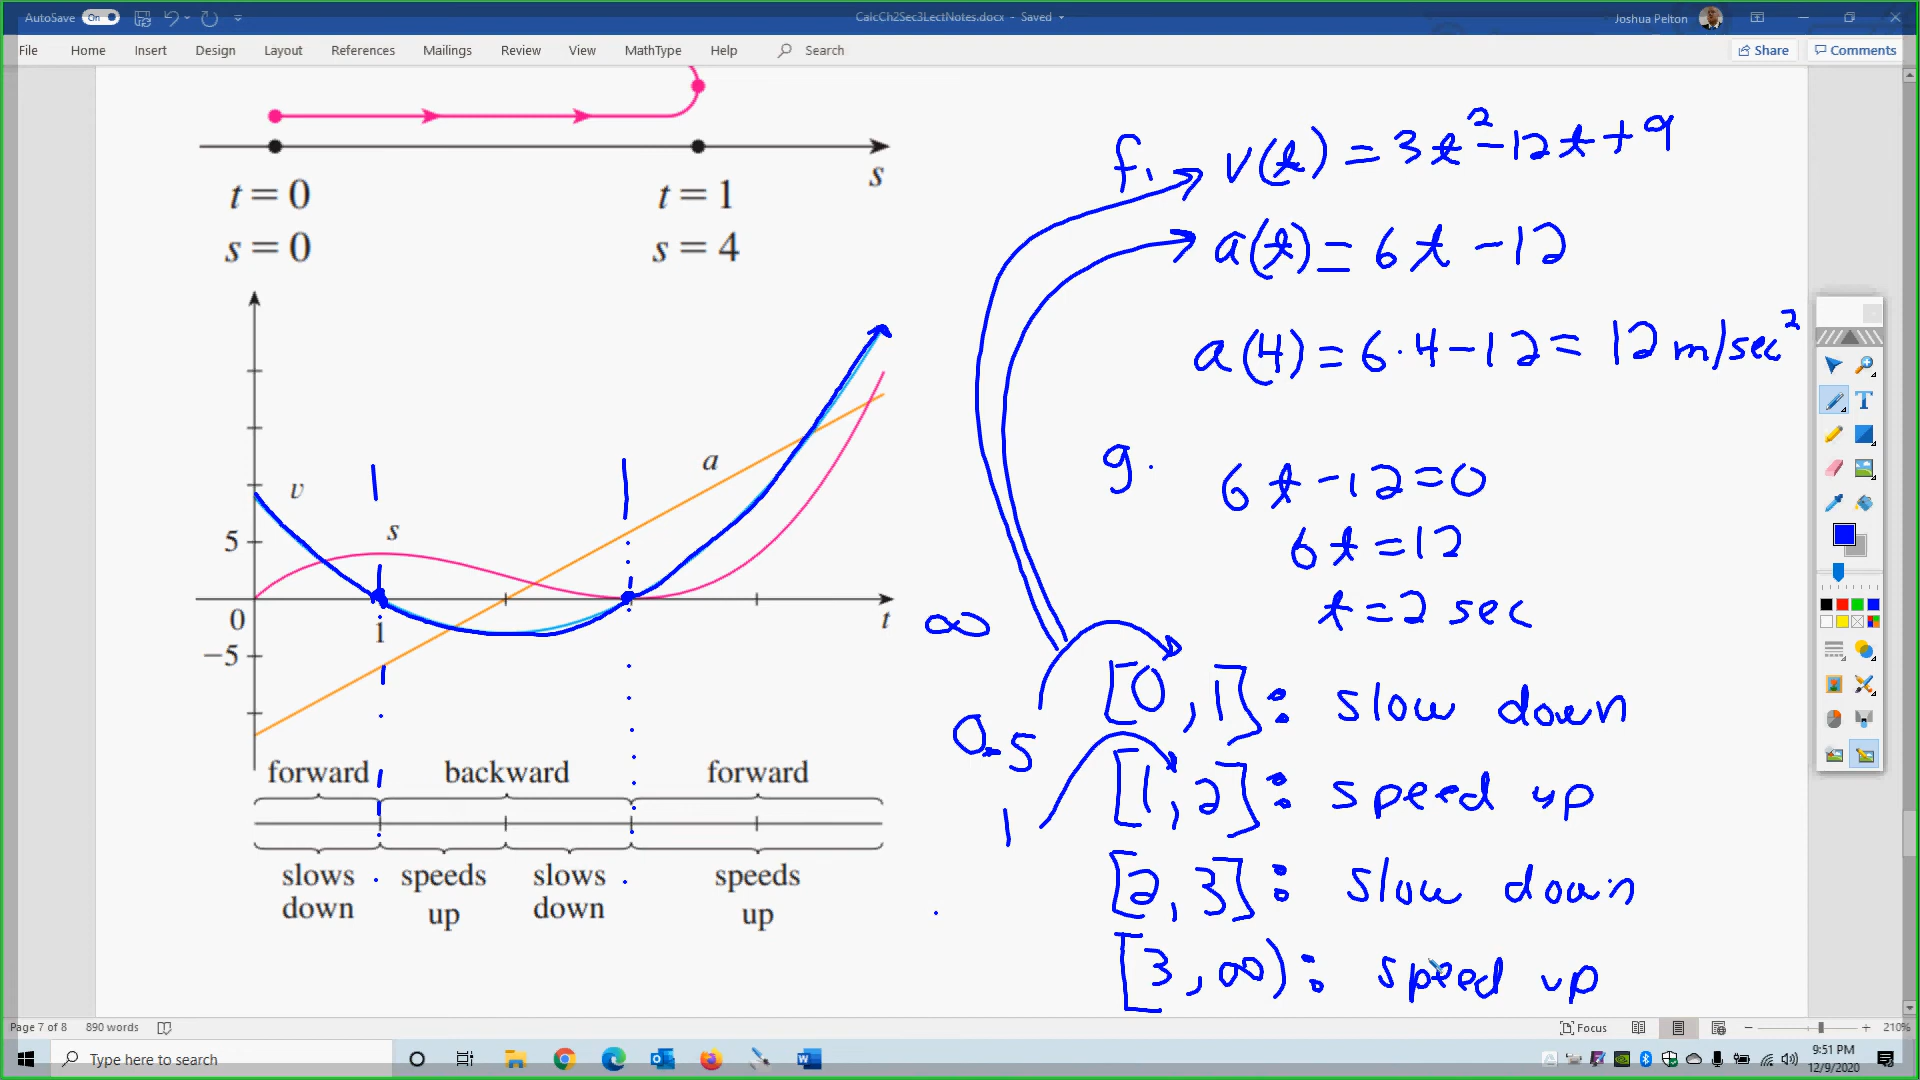 AutoSave On CalcCh2Sec3LectNotes.docx - Saved Joshua Pelton
File Home Insert Design Layout References Mailings Review View MathType Help Search Share Comments
s
t = 0 t = 1
s = 0 s = 4
v
s
a
5
0
1
t
−5
forward backward forward
slows down speeds up slows down speeds up
f. v(t) = 3t² - 12t + 9
a(t) = 6t - 12
a(4) = 6·4 - 12 = 12 m/sec²
g. 6t - 12 = 0
6t = 12
t = 2 sec
∞
0.5
1
[0, 1]: slow down
[1, 2]: speed up
[2, 3]: slow down
[3, ∞): speed up
T
Page 7 of 8 890 words Focus 210%
Type here to search
9:51 PM
12/9/2020